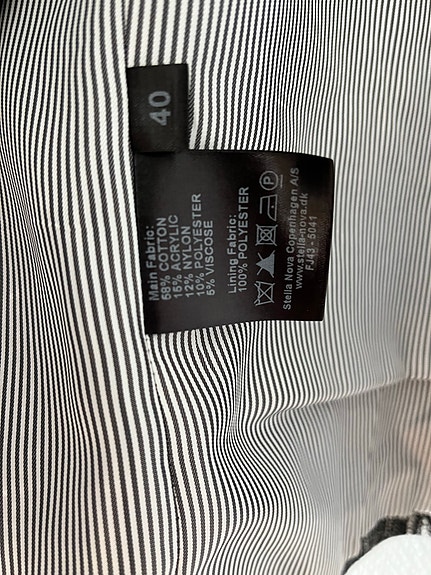 40
Main Fabric:
58% COTTON
15% ACRYLIC
12% NYLON
10% POLYESTER
5% VISCOSE
Lining Fabric:
100% POLYESTER
P
Stella Nova Copenhagen A/S
www.stella-nova.dk
FJ43 - 5041